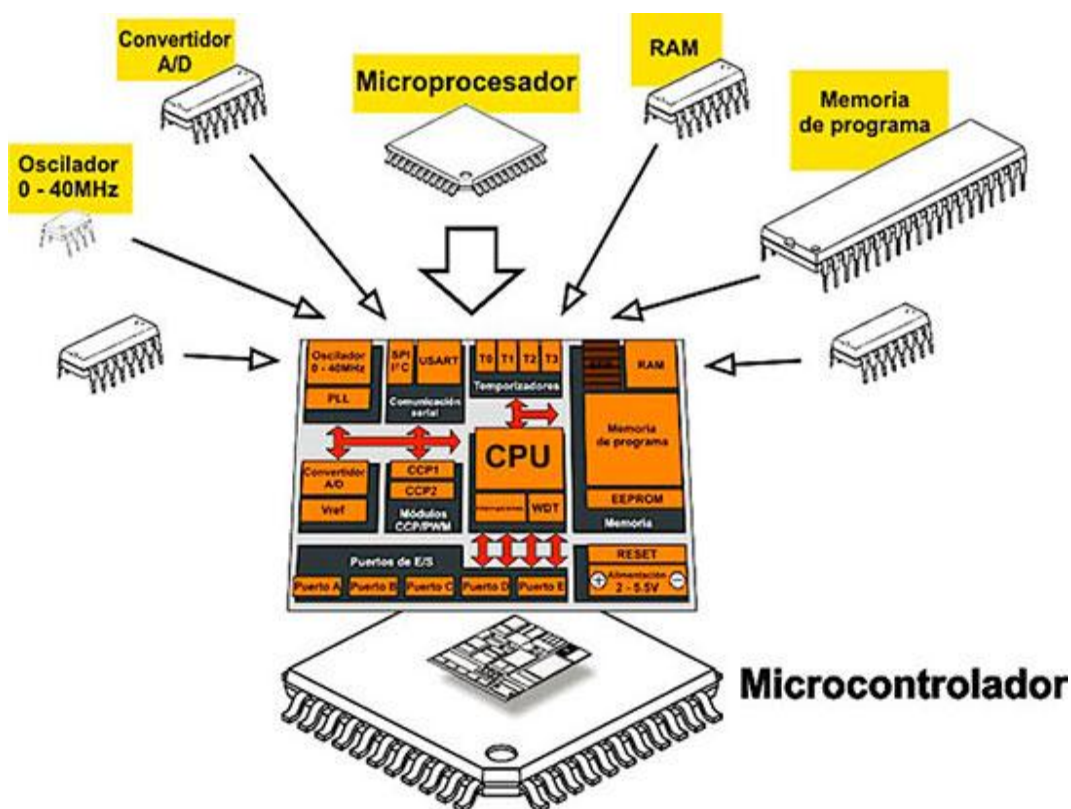 Convertidor
A/D
Microprocesador
RAM
Memoria
de programa
Oscilador
0 - 40MHz
Oscilador
0 - 40MHz
PLL
SPI
I²C
USART
Comunicación
serial
T0
T1
T2
T3
Temporizadores
RAM
Memoria
de programa
EEPROM
Memoria
Convertidor
A/D
Vref
CCP1
CCP2
Módulos
CCP/PWM
CPU
Interrupciones
WDT
Puertos de E/S
Puerto A
Puerto B
Puerto C
Puerto D
Puerto E
RESET
+
Alimentación
2 - 5.5V
-
Microcontrolador